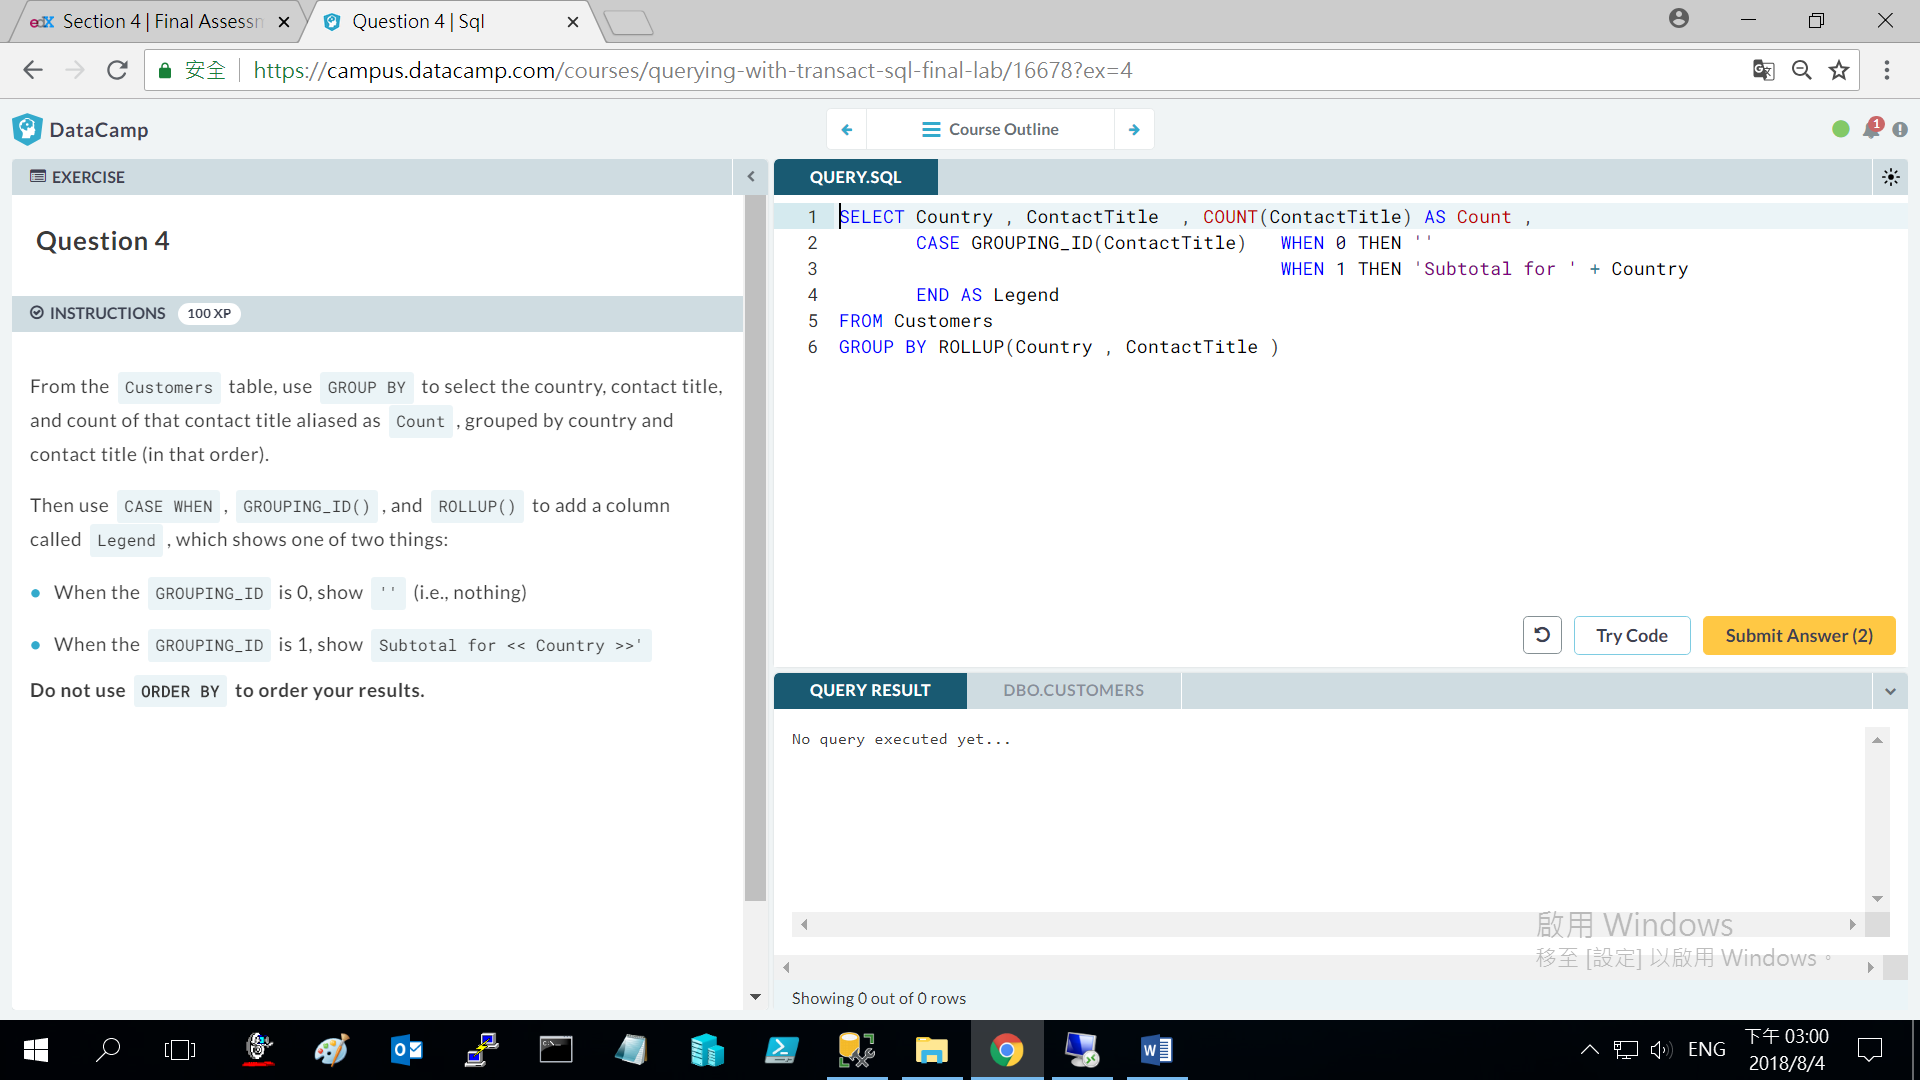 Section 4 | Final Assessm
Question 4 | Sql
安全
https://campus.datacamp.com/courses/querying-with-transact-sql-final-lab/16678?ex=4
DataCamp
Course Outline
1
EXERCISE
Question 4
INSTRUCTIONS 100 XP
From the Customers table, use GROUP BY to select the country, contact title,
and count of that contact title aliased as Count , grouped by country and
contact title (in that order).
Then use CASE WHEN , GROUPING_ID() , and ROLLUP() to add a column
called Legend , which shows one of two things:
When the GROUPING_ID is 0, show '' (i.e., nothing)
When the GROUPING_ID is 1, show Subtotal for << Country >>'
Do not use ORDER BY to order your results.
QUERY.SQL
1 SELECT Country , ContactTitle , COUNT(ContactTitle) AS Count ,
2 CASE GROUPING_ID(ContactTitle) WHEN 0 THEN ''
3 WHEN 1 THEN 'Subtotal for ' + Country
4 END AS Legend
5 FROM Customers
6 GROUP BY ROLLUP(Country , ContactTitle )
Try Code
Submit Answer (2)
QUERY RESULT
DBO.CUSTOMERS
No query executed yet...
啟用 Windows
移至 [設定] 以啟用 Windows。
Showing 0 out of 0 rows
ENG
下午 03:00
2018/8/4